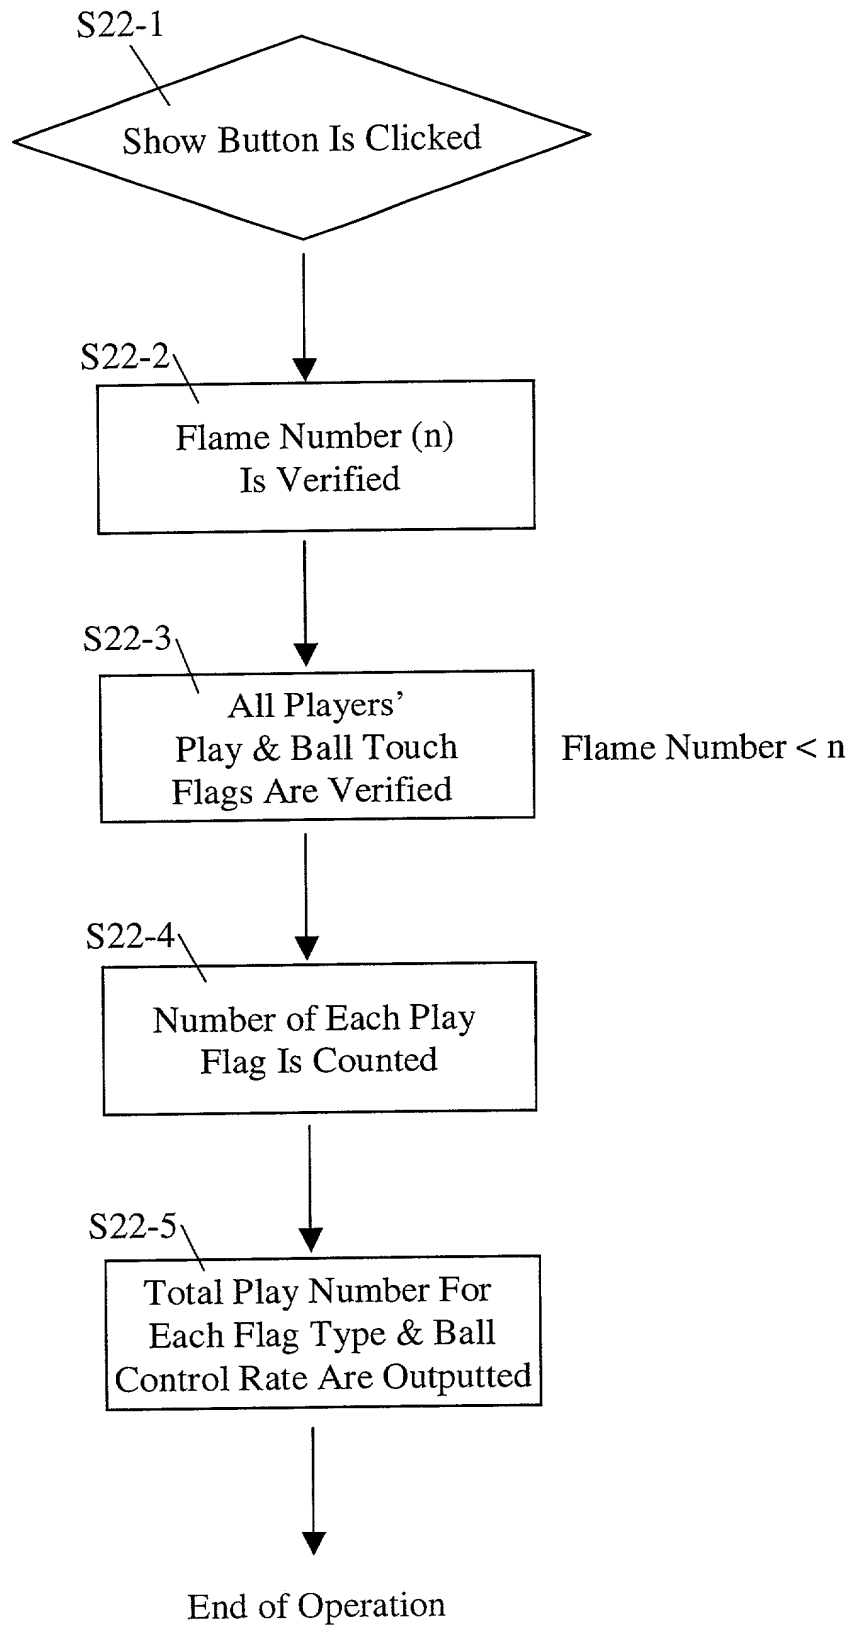 S22-1
Show Button Is Clicked
S22-2
Flame Number (n)
Is Verified
S22-3
All Players'
Play & Ball Touch
Flags Are Verified
Flame Number < n
S22-4
Number of Each Play
Flag Is Counted
S22-5
Total Play Number For
Each Flag Type & Ball
Control Rate Are Outputted
End of Operation